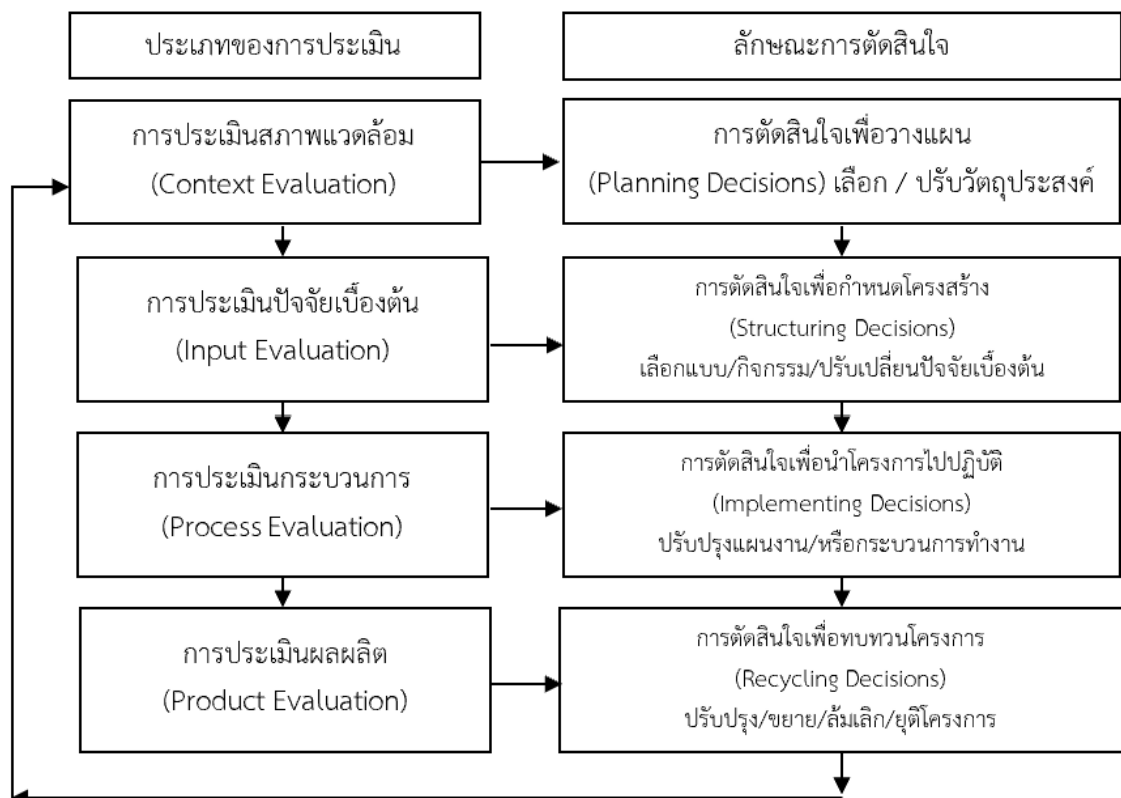 ประเภทของการประเมิน
ลักษณะการตัดสินใจ
การประเมินสภาพแวดล้อม
(Context Evaluation)
การตัดสินใจเพื่อวางแผน
(Planning Decisions) เลือก / ปรับวัตถุประสงค์
การประเมินปัจจัยเบื้องต้น
(Input Evaluation)
การตัดสินใจเพื่อกำหนดโครงสร้าง
(Structuring Decisions)
เลือกแบบ/กิจกรรม/ปรับเปลี่ยนปัจจัยเบื้องต้น
การประเมินกระบวนการ
(Process Evaluation)
การตัดสินใจเพื่อนำโครงการไปปฏิบัติ
(Implementing Decisions)
ปรับปรุงแผนงาน/หรือกระบวนการทำงาน
การประเมินผลผลิต
(Product Evaluation)
การตัดสินใจเพื่อทบทวนโครงการ
(Recycling Decisions)
ปรับปรุง/ขยาย/ล้มเลิก/ยุติโครงการ